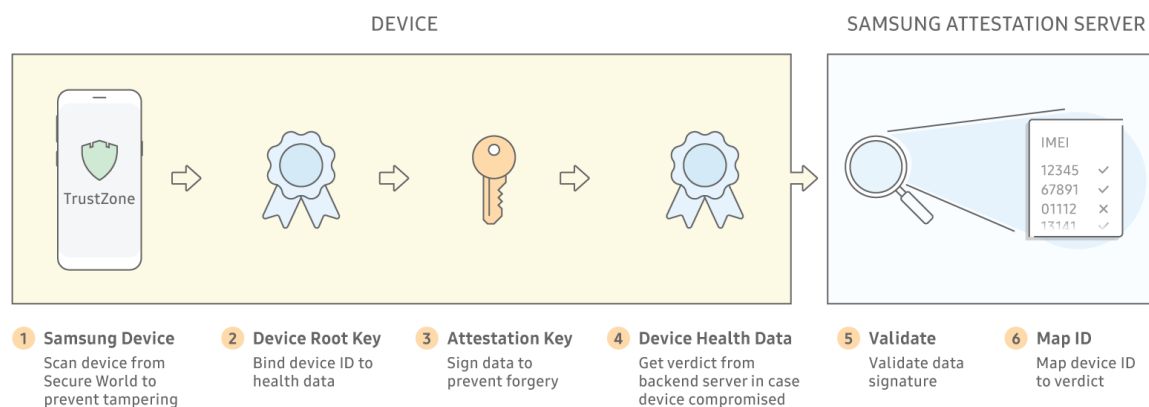 DEVICE
SAMSUNG ATTESTATION SERVER
TrustZone
IMEI
12345 ✓
67891 ✓
01112 ×
13141 ✓
1 Samsung Device
Scan device from
Secure World to
prevent tampering
2 Device Root Key
Bind device ID to
health data
3 Attestation Key
Sign data to
prevent forgery
4 Device Health Data
Get verdict from
backend server in case
device compromised
5 Validate
Validate data
signature
6 Map ID
Map device ID
to verdict